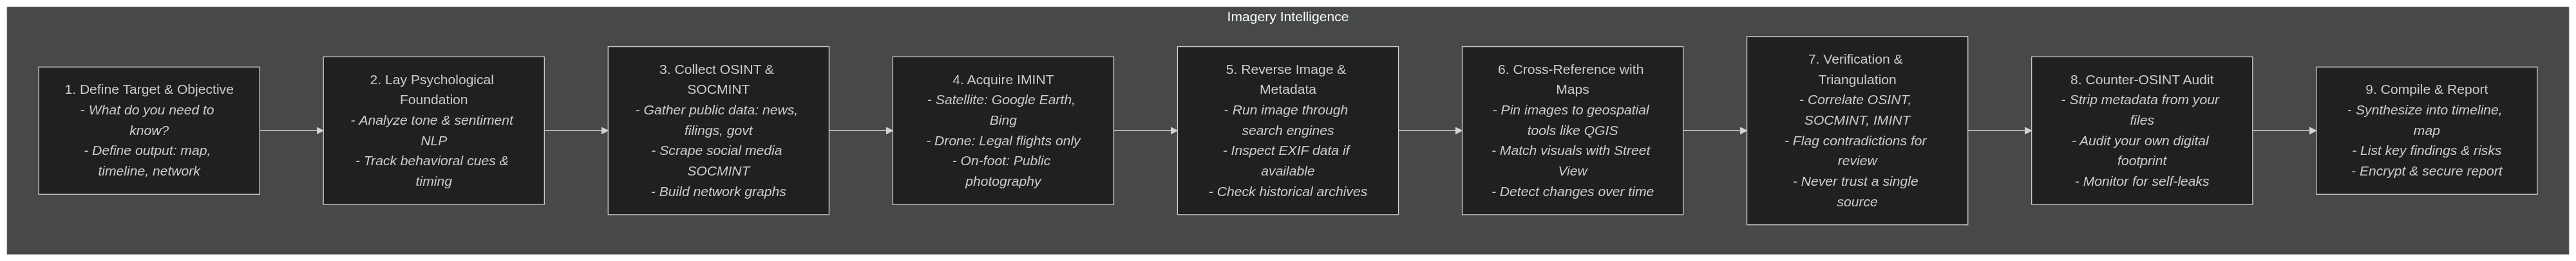 Imagery Intelligence
1. Define Target & Objective
- What do you need to
know?
- Define output: map,
timeline, network
2. Lay Psychological
Foundation
- Analyze tone & sentiment
NLP
- Track behavioral cues &
timing
3. Collect OSINT &
SOCMINT
- Gather public data: news,
filings, govt
- Scrape social media
SOCMINT
- Build network graphs
4. Acquire IMINT
- Satellite: Google Earth,
Bing
- Drone: Legal flights only
- On-foot: Public
photography
5. Reverse Image &
Metadata
- Run image through
search engines
- Inspect EXIF data if
available
- Check historical archives
6. Cross-Reference with
Maps
- Pin images to geospatial
tools like QGIS
- Match visuals with Street
View
- Detect changes over time
7. Verification &
Triangulation
- Correlate OSINT,
SOCMINT, IMINT
- Flag contradictions for
review
- Never trust a single
source
8. Counter-OSINT Audit
- Strip metadata from your
files
- Audit your own digital
footprint
- Monitor for self-leaks
9. Compile & Report
- Synthesize into timeline,
map
- List key findings & risks
- Encrypt & secure report